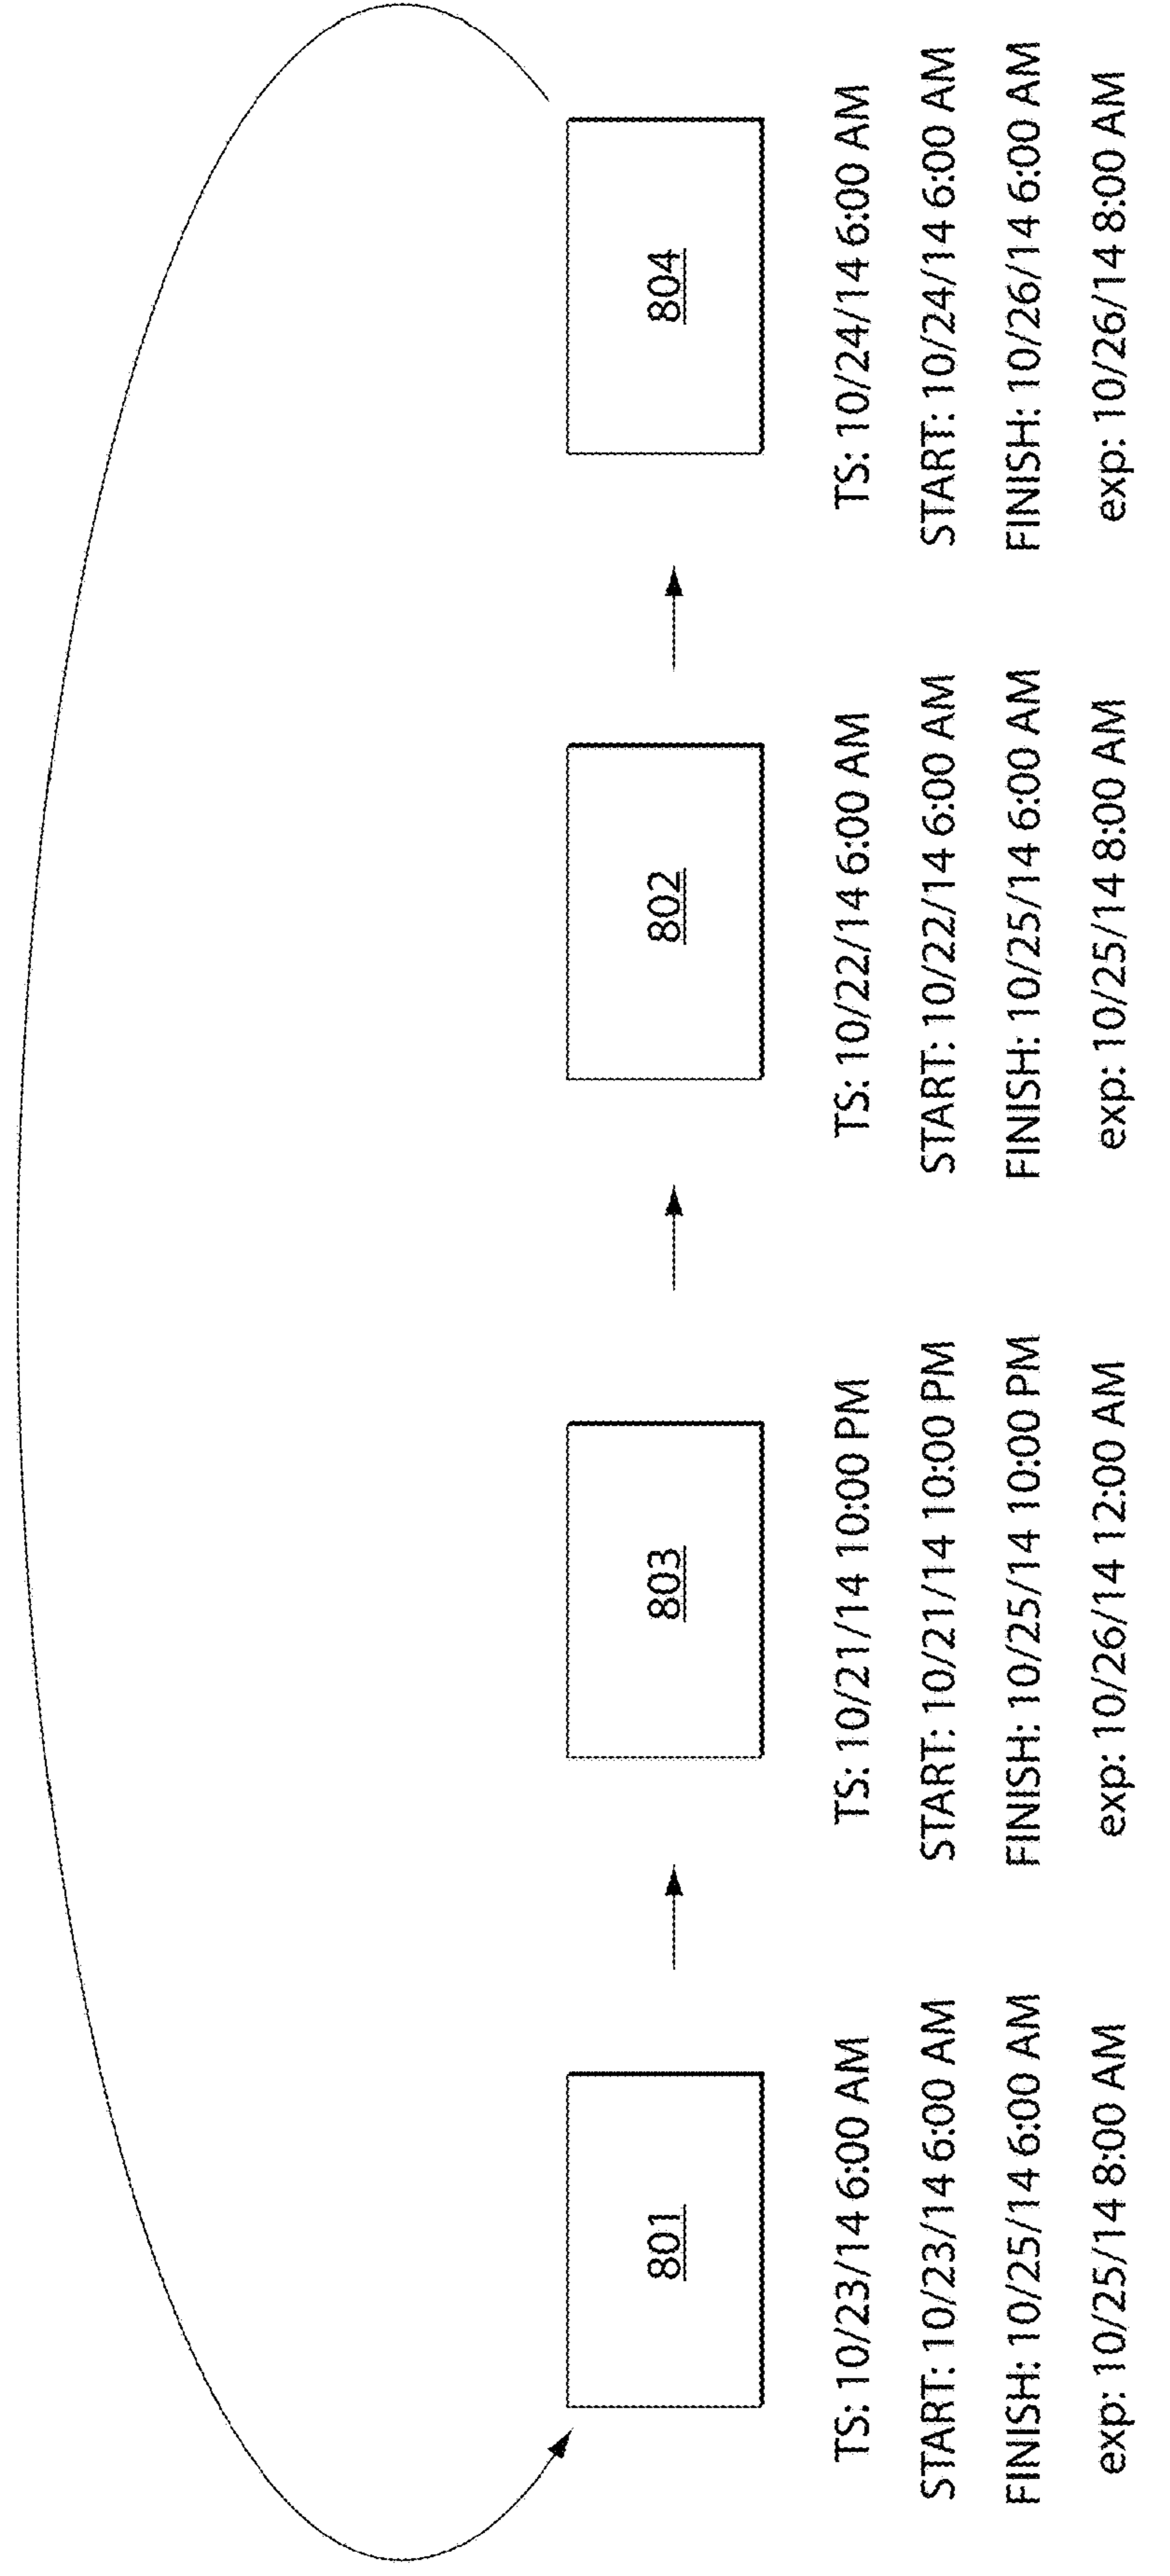 801
TS: 10/23/14 6:00 AM
START: 10/23/14 6:00 AM
FINISH: 10/25/14 6:00 AM
exp: 10/25/14 8:00 AM
803
TS: 10/21/14 10:00 PM
START: 10/21/14 10:00 PM
FINISH: 10/25/14 10:00 PM
exp: 10/26/14 12:00 AM
802
TS: 10/22/14 6:00 AM
START: 10/22/14 6:00 AM
FINISH: 10/25/14 6:00 AM
exp: 10/25/14 8:00 AM
804
TS: 10/24/14 6:00 AM
START: 10/24/14 6:00 AM
FINISH: 10/26/14 6:00 AM
exp: 10/26/14 8:00 AM